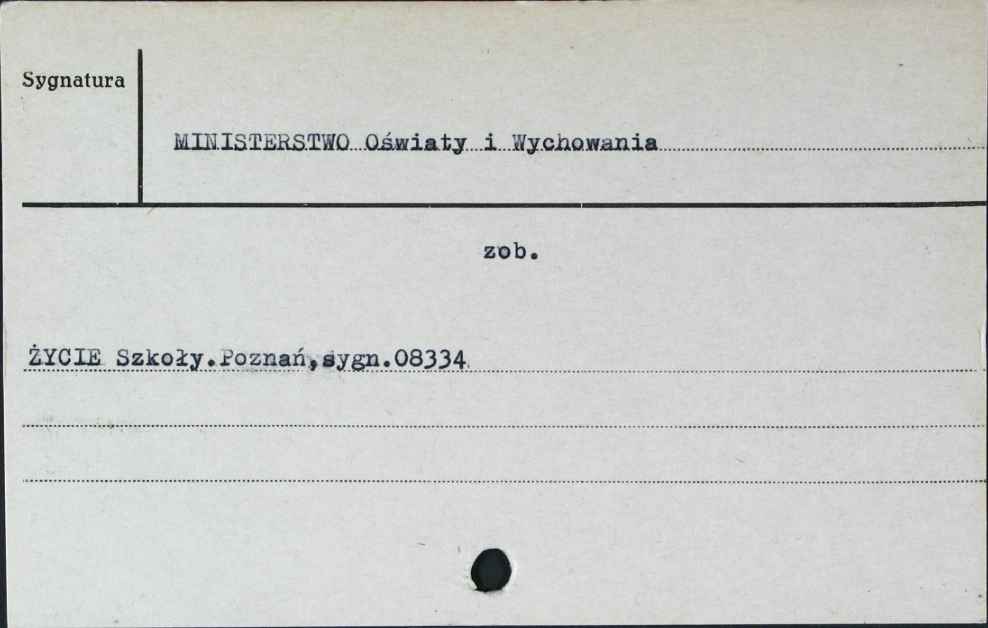 Sygnatura
MINISTERSTWO Oświaty i Wychowania
zob.
ŻYCIE Szkoły.Poznań,sygn.08334